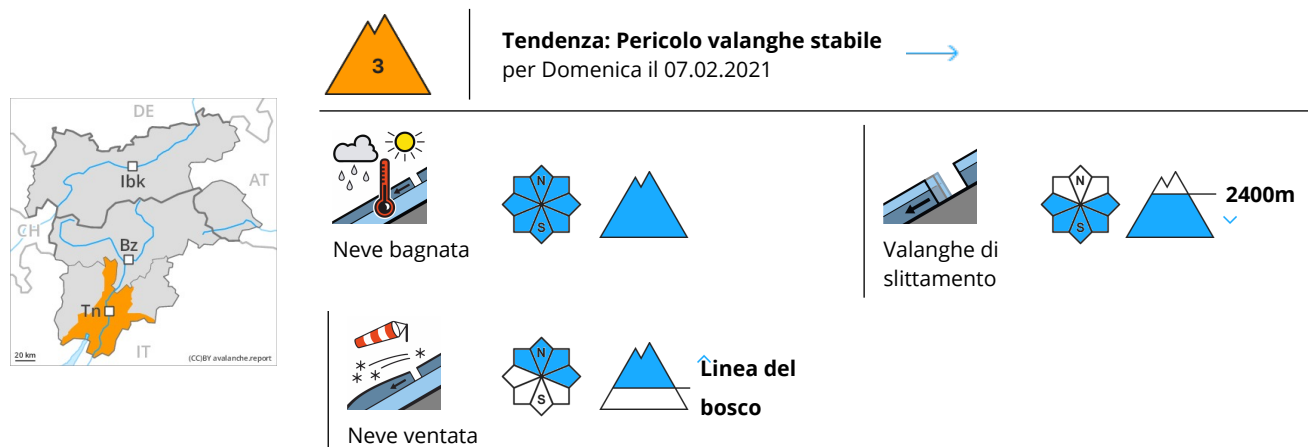 3
Tendenza: Pericolo valanghe stabile
per Domenica il 07.02.2021
DE
Ibk
AT
CH
Bz
Tn
IT
20 km
(CC)BY avalanche.report
N
S
Neve bagnata
N
S
2400m
Valanghe di
slittamento
N
S
Linea del
bosco
Neve ventata